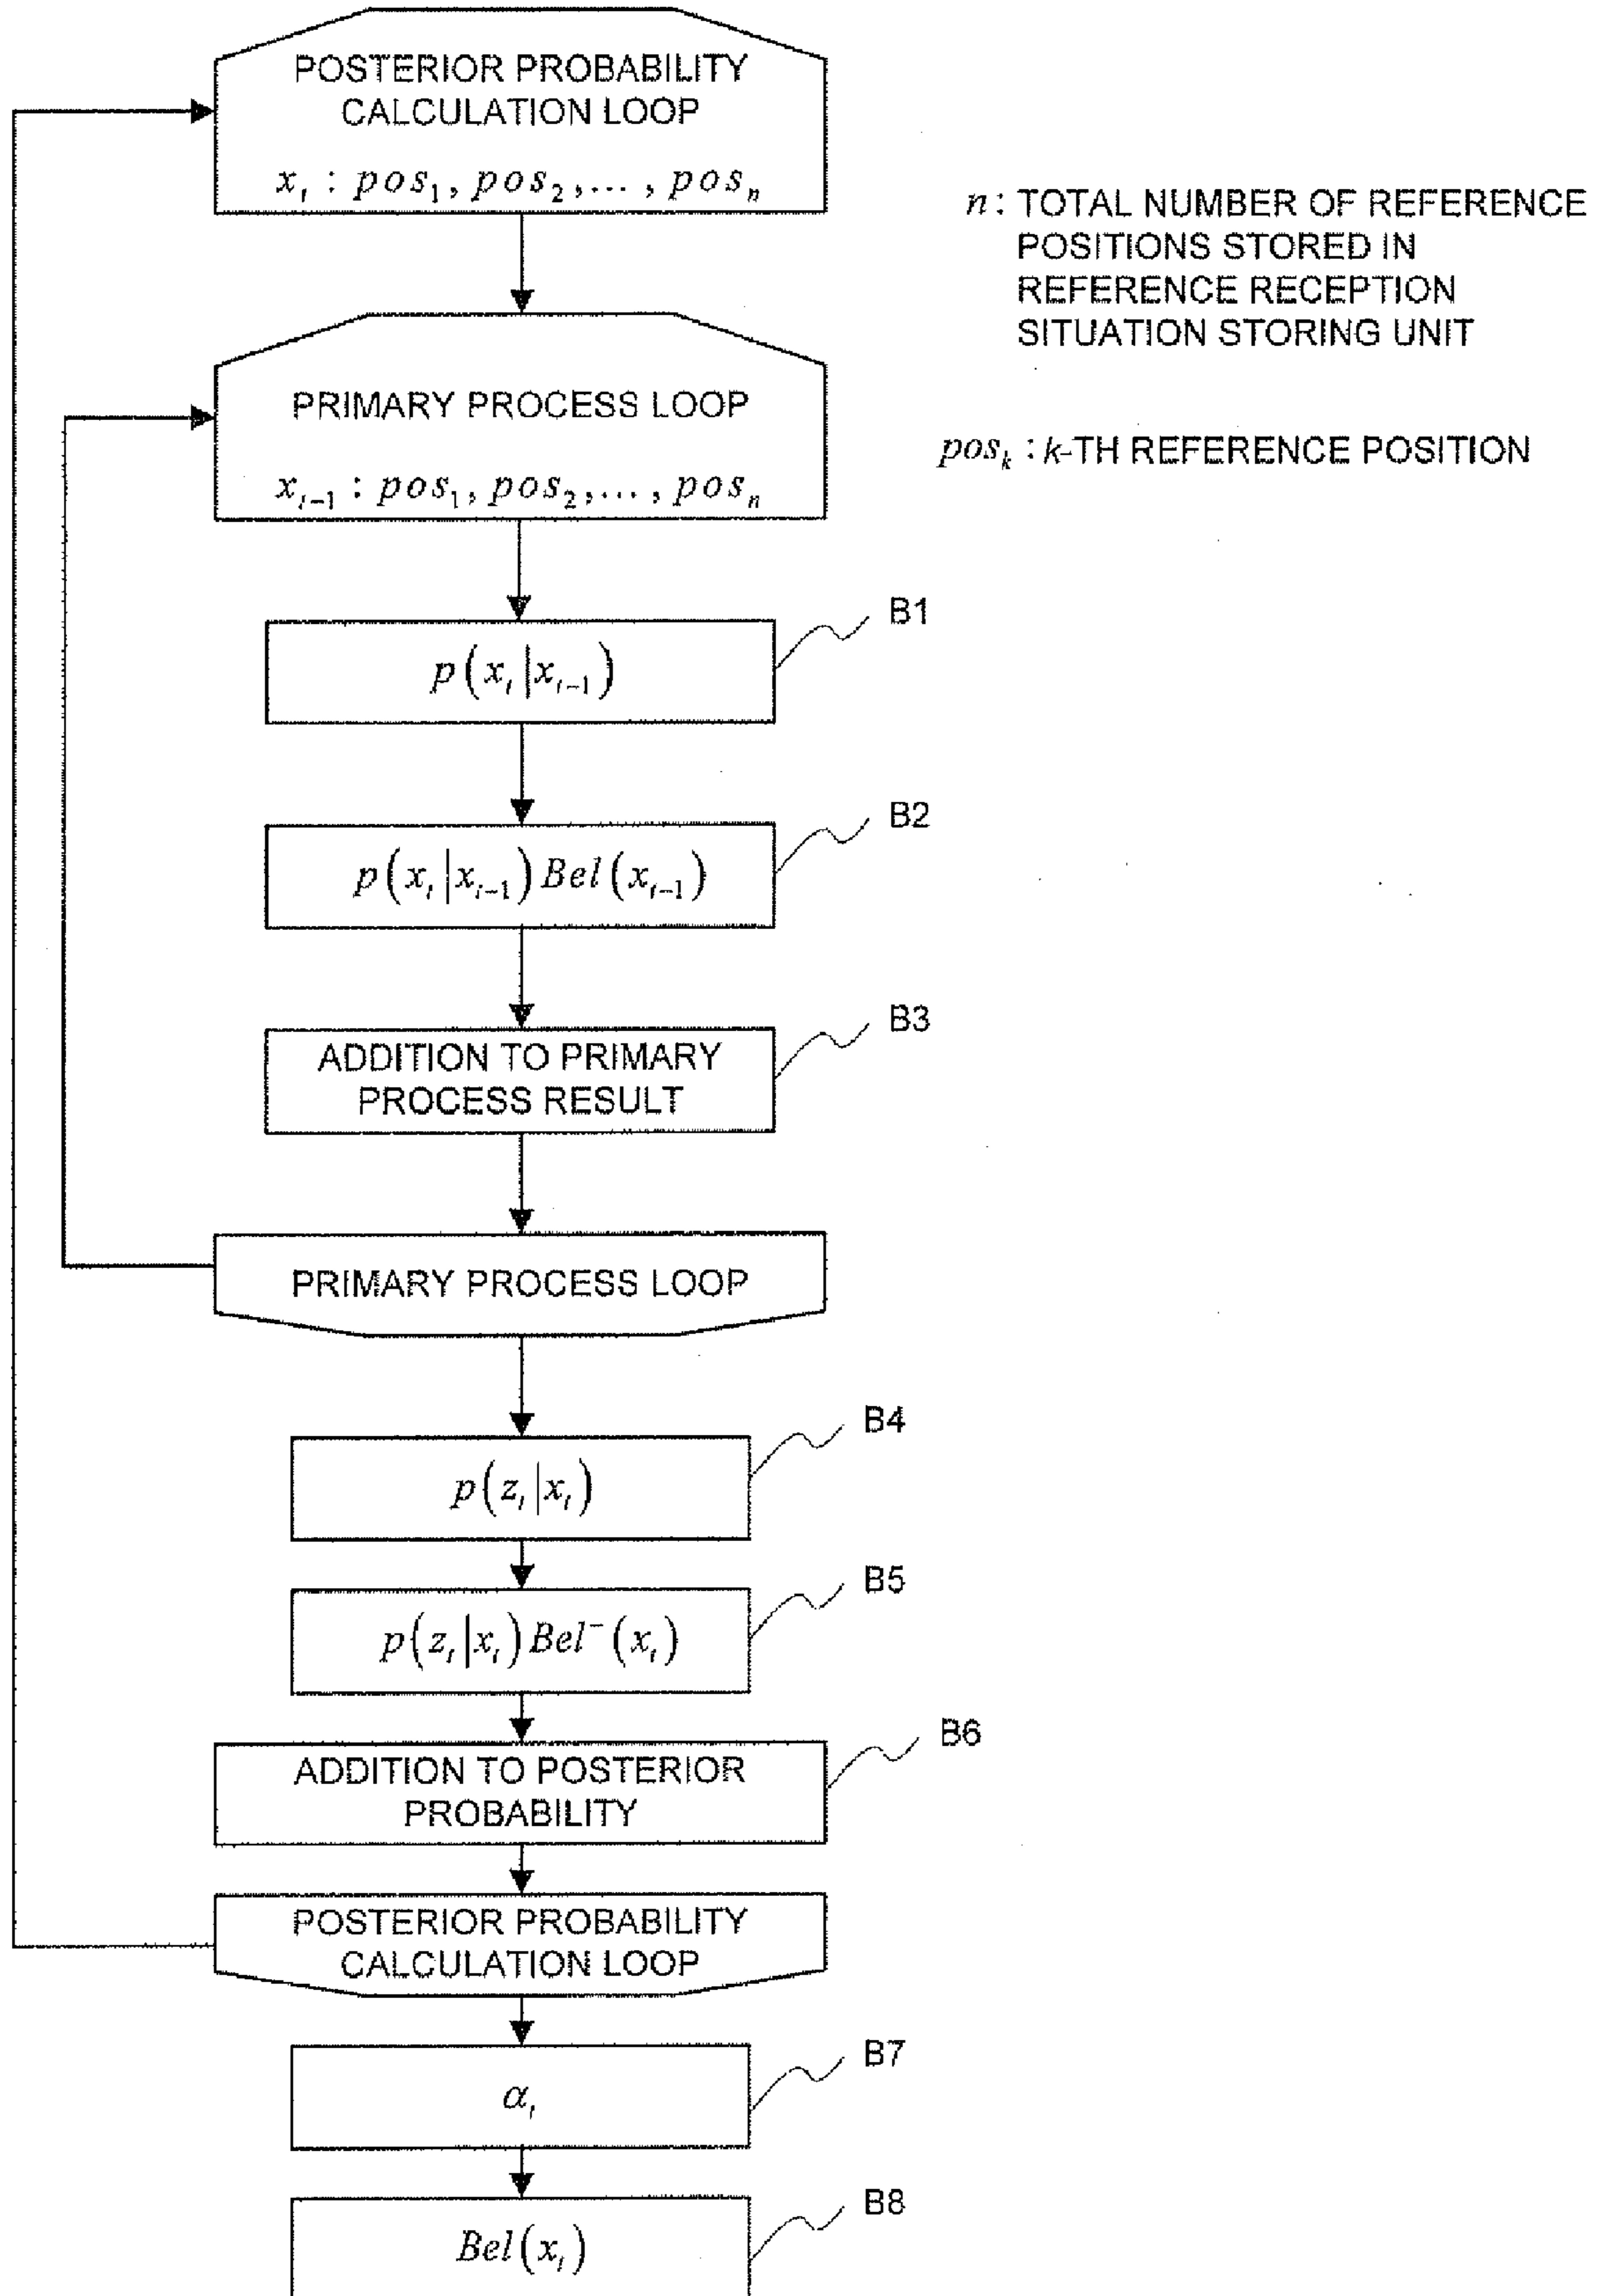 POSTERIOR PROBABILITY
CALCULATION LOOP
x_t : pos_1, pos_2, ..., pos_n
n: TOTAL NUMBER OF REFERENCE
POSITIONS STORED IN
REFERENCE RECEPTION
SITUATION STORING UNIT
PRIMARY PROCESS LOOP
x_{t-1} : pos_1, pos_2, ..., pos_n
pos_k : k-TH REFERENCE POSITION
B1
p(x_t|x_{t-1})
B2
p(x_t|x_{t-1})Bel(x_{t-1})
B3
ADDITION TO PRIMARY
PROCESS RESULT
PRIMARY PROCESS LOOP
B4
p(z_t|x_t)
B5
p(z_t|x_t)Bel^-(x_t)
B6
ADDITION TO POSTERIOR
PROBABILITY
POSTERIOR PROBABILITY
CALCULATION LOOP
B7
α_t
B8
Bel(x_t)